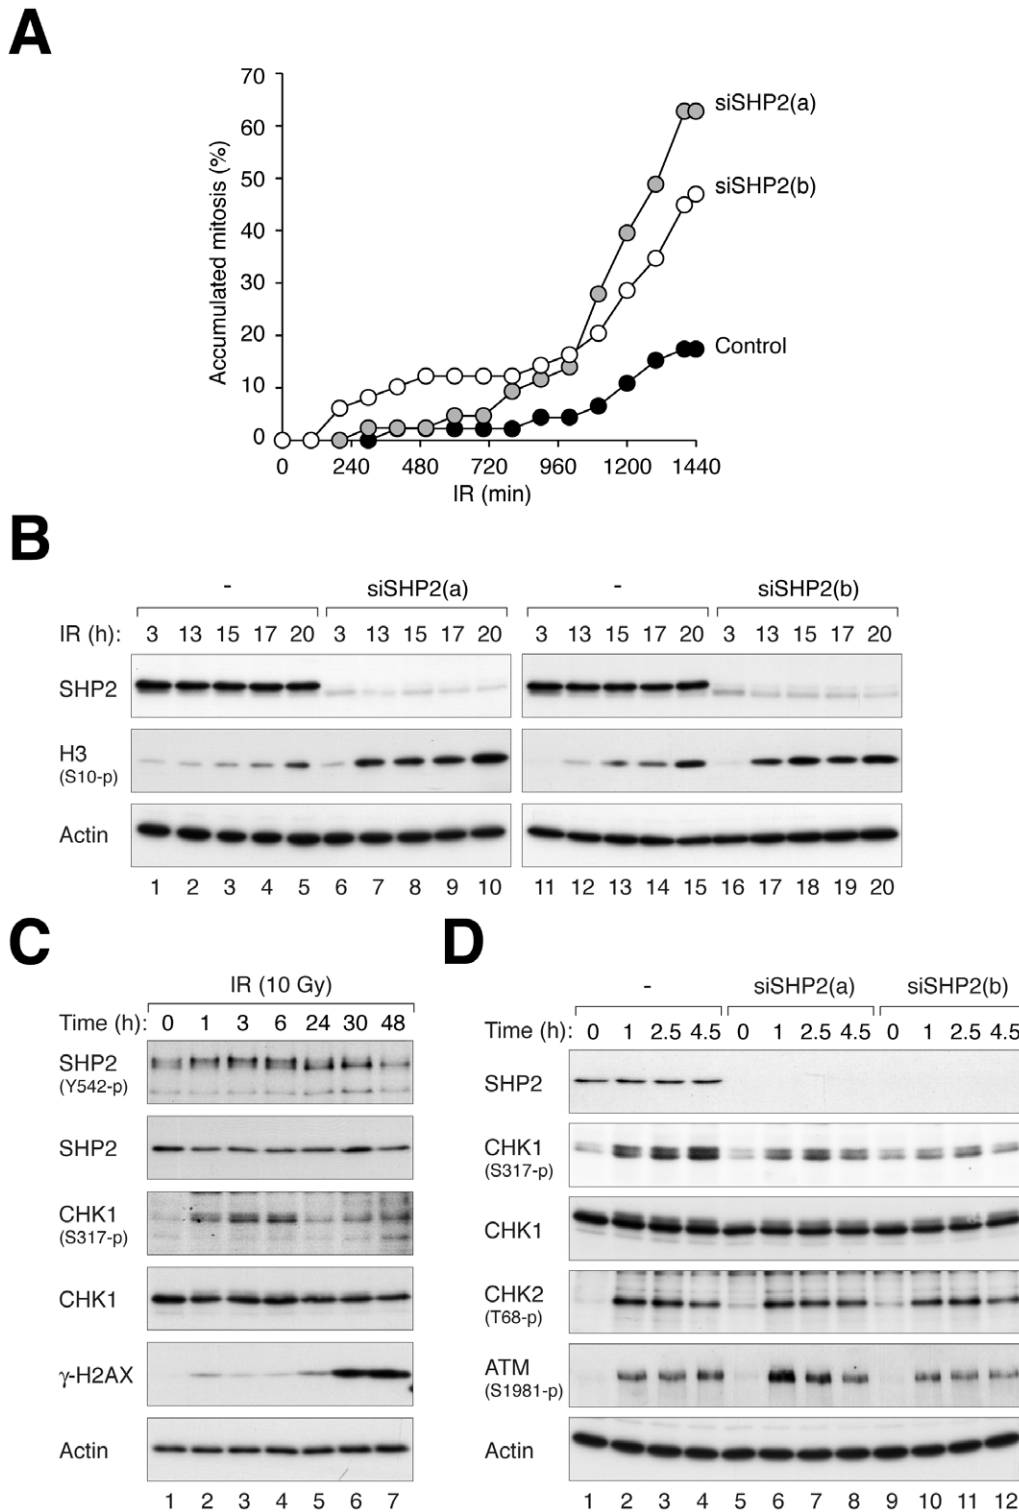 A
70
60
50
40
30
20
10
0
Accumulated mitosis (%)
siSHP2(a)
siSHP2(b)
Control
0 240 480 720 960 1200 1440
IR (min)
B
- siSHP2(a) - siSHP2(b)
IR (h): 3 13 15 17 20 3 13 15 17 20 3 13 15 17 20 3 13 15 17 20
SHP2
H3
(S10-p)
Actin
1 2 3 4 5 6 7 8 9 10 11 12 13 14 15 16 17 18 19 20
C
IR (10 Gy)
Time (h): 0 1 3 6 24 30 48
SHP2
(Y542-p)
SHP2
CHK1
(S317-p)
CHK1
γ-H2AX
Actin
1 2 3 4 5 6 7
D
- siSHP2(a) siSHP2(b)
Time (h): 0 1 2.5 4.5 0 1 2.5 4.5 0 1 2.5 4.5
SHP2
CHK1
(S317-p)
CHK1
CHK2
(T68-p)
ATM
(S1981-p)
Actin
1 2 3 4 5 6 7 8 9 10 11 12